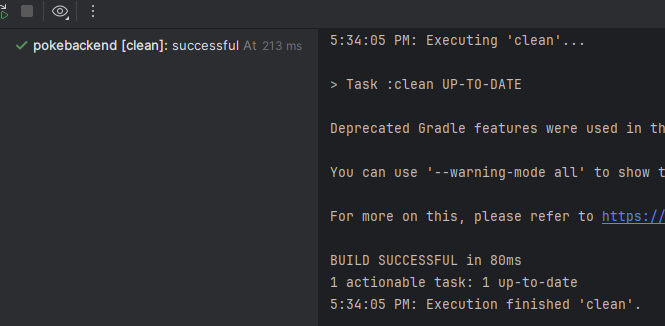 pokebackend [clean]: successful At 213 ms
5:34:05 PM: Executing 'clean'...
> Task :clean UP-TO-DATE
Deprecated Gradle features were used in th
You can use '--warning-mode all' to show t
For more on this, please refer to https://
BUILD SUCCESSFUL in 80ms
1 actionable task: 1 up-to-date
5:34:05 PM: Execution finished 'clean'.